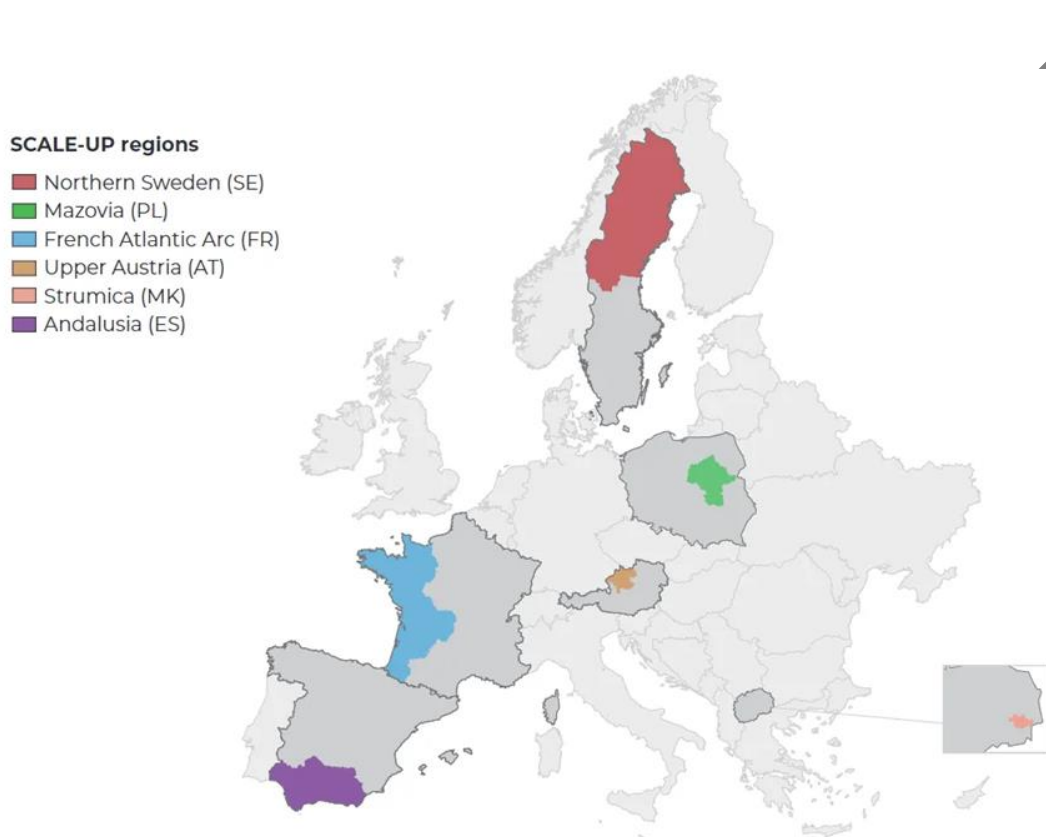 SCALE-UP regions
Northern Sweden (SE)
Mazovia (PL)
French Atlantic Arc (FR)
Upper Austria (AT)
Strumica (MK)
Andalusia (ES)